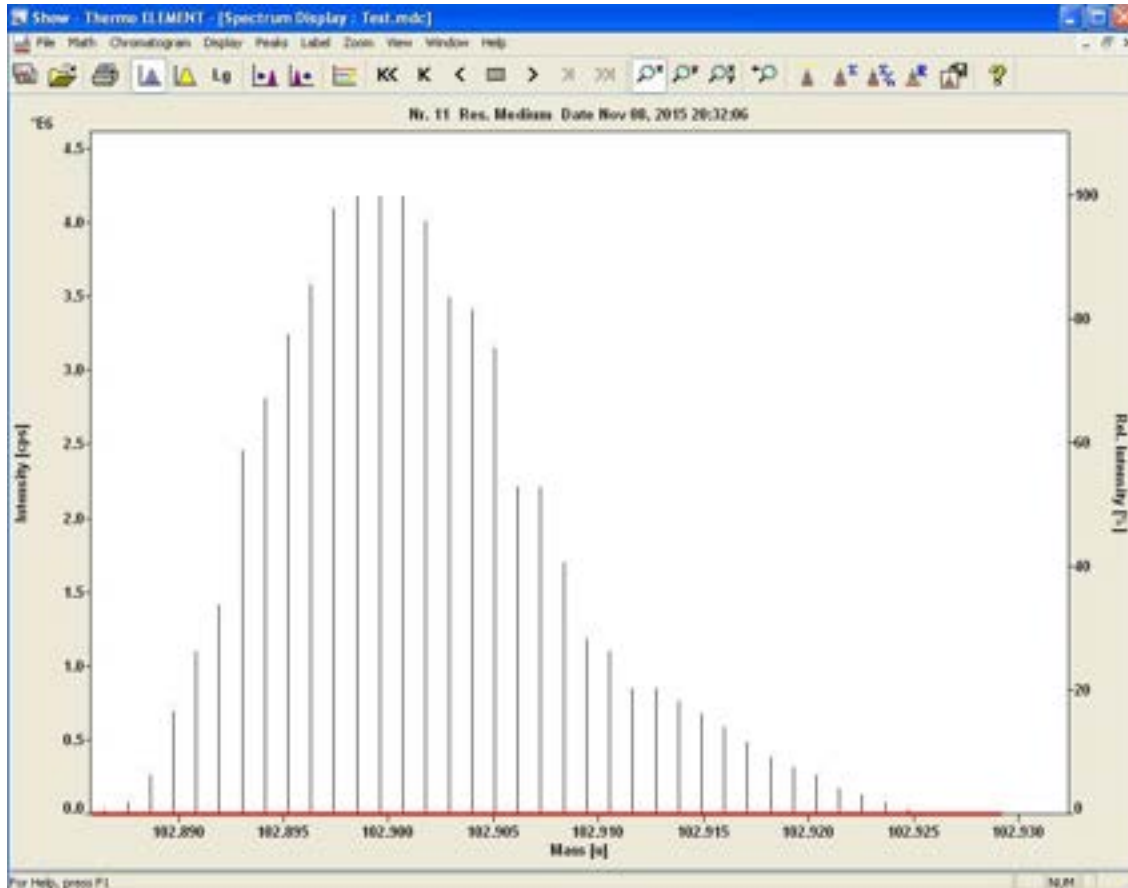 Show - Thermo ELEMENT - [Spectrum Display : Test.mdc]
File Math Chromatogram Display Peaks Label Zoom View Window Help
Lg
Nr. 11 Res. Medium Date Nov 08, 2015 20:32:06
*E6
4.5
4.0
3.5
3.0
2.5
2.0
1.5
1.0
0.5
0.0
Intensity [cps]
100
80
60
40
20
0
Rel. Intensity [%]
102.890 102.895 102.900 102.905 102.910 102.915 102.920 102.925 102.930
Mass [u]
For Help, press F1
NUM